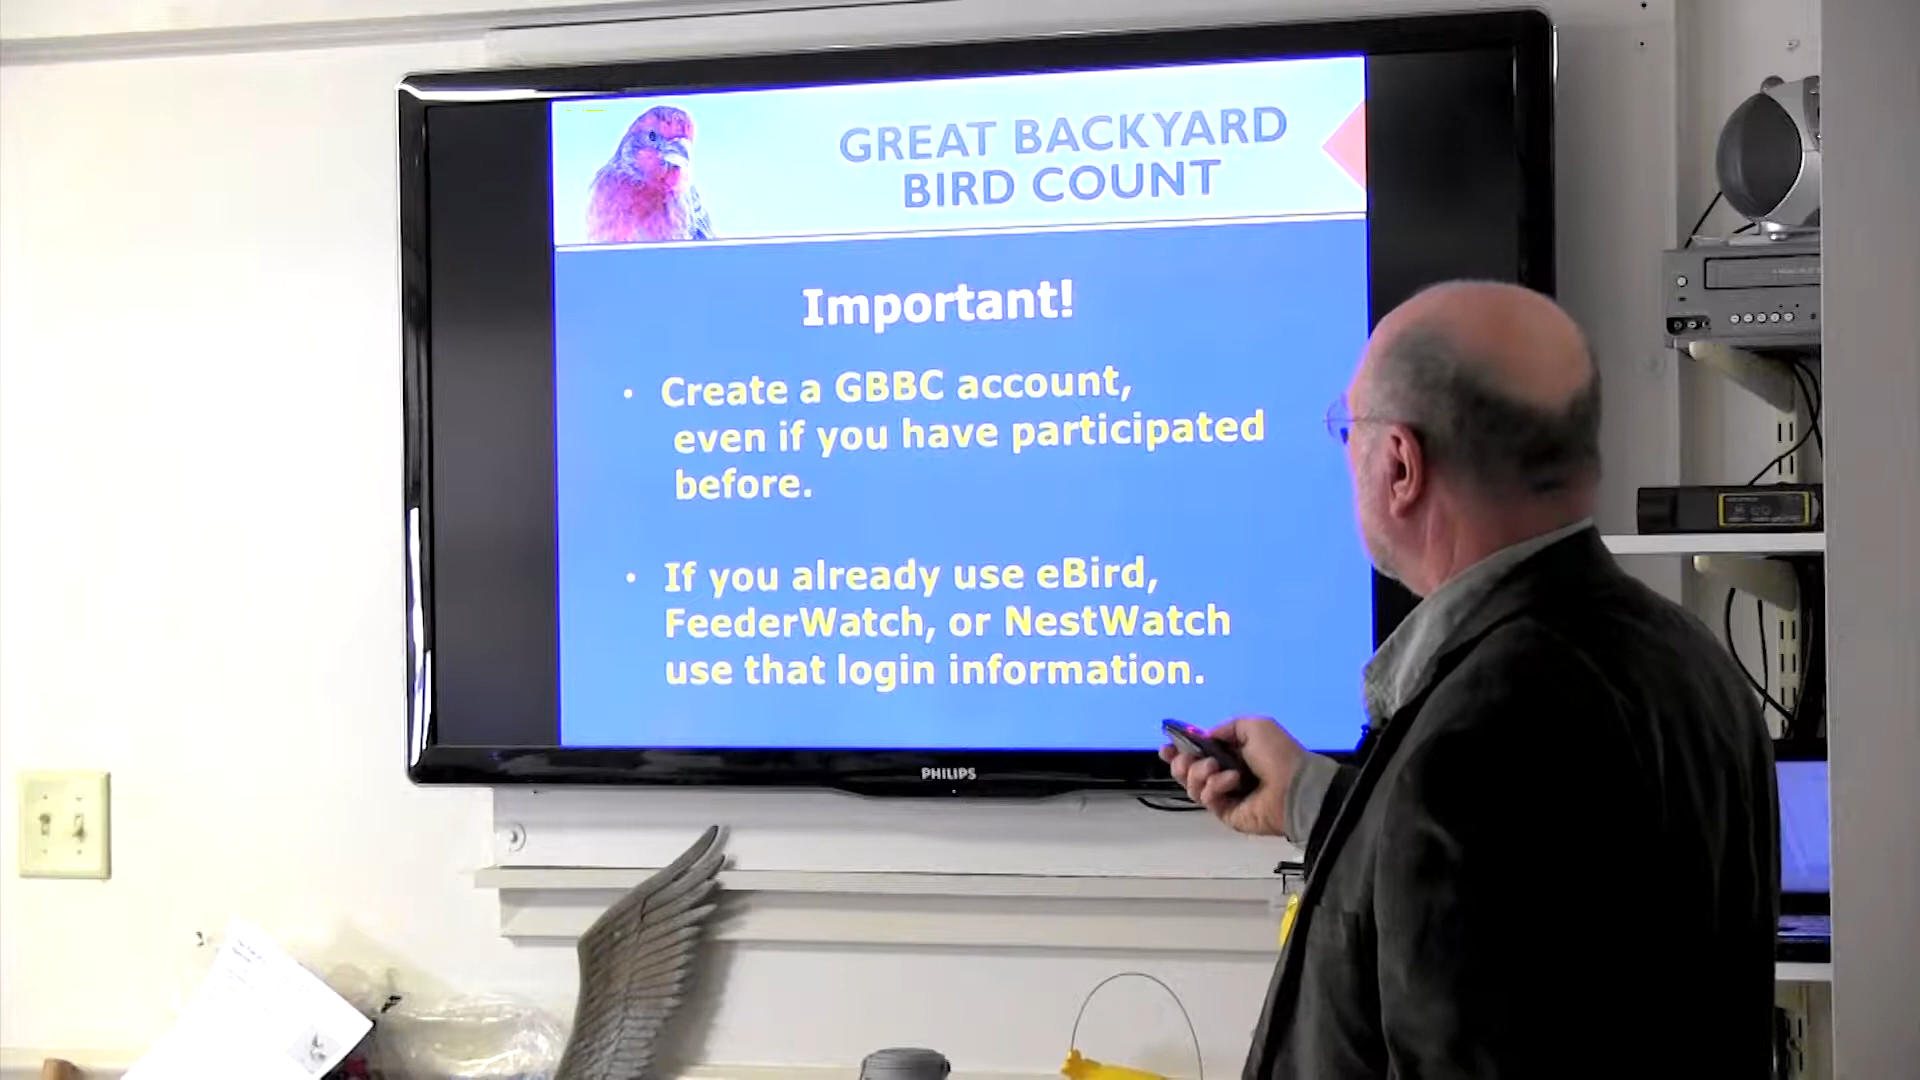 GREAT BACKYARD
BIRD COUNT
Important!
• Create a GBBC account,
even if you have participated
before.
• If you already use eBird,
FeederWatch, or NestWatch
use that login information.
PHILIPS